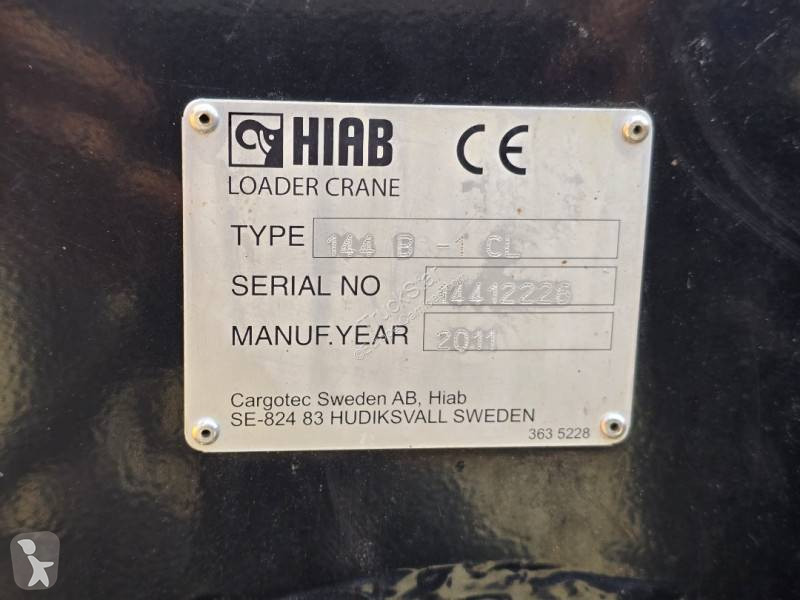 HIAB CE
LOADER CRANE
TYPE 144 B -1 CL
SERIAL NO 14412226
MANUF.YEAR 2011
Cargotec Sweden AB, Hiab
SE-824 83 HUDIKSVALL SWEDEN
363 5228